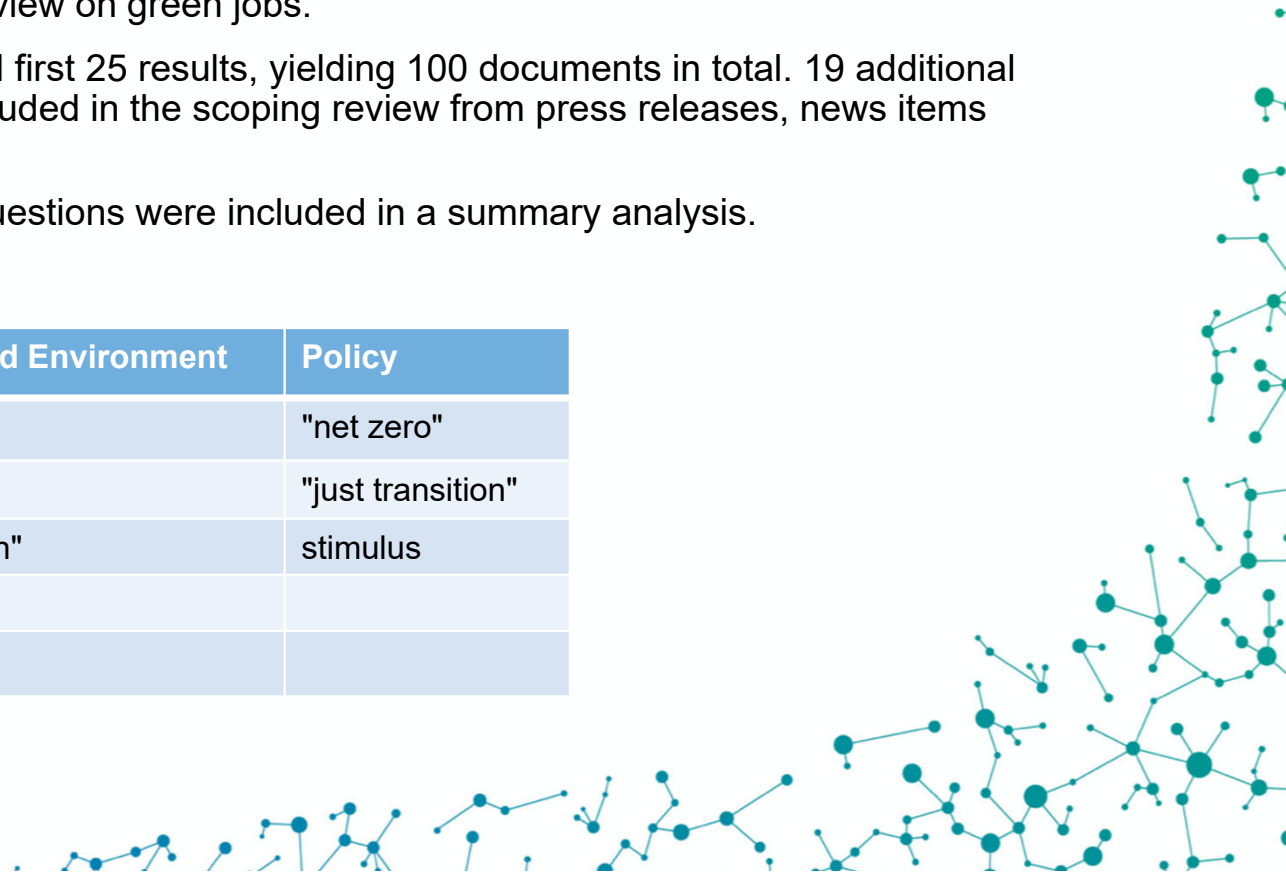 view on green jobs.
first 25 results, yielding 100 documents in total. 19 additional
uded in the scoping review from press releases, news items
uestions were included in a summary analysis.
d Environment Policy
"net zero"
"just transition"
n" stimulus